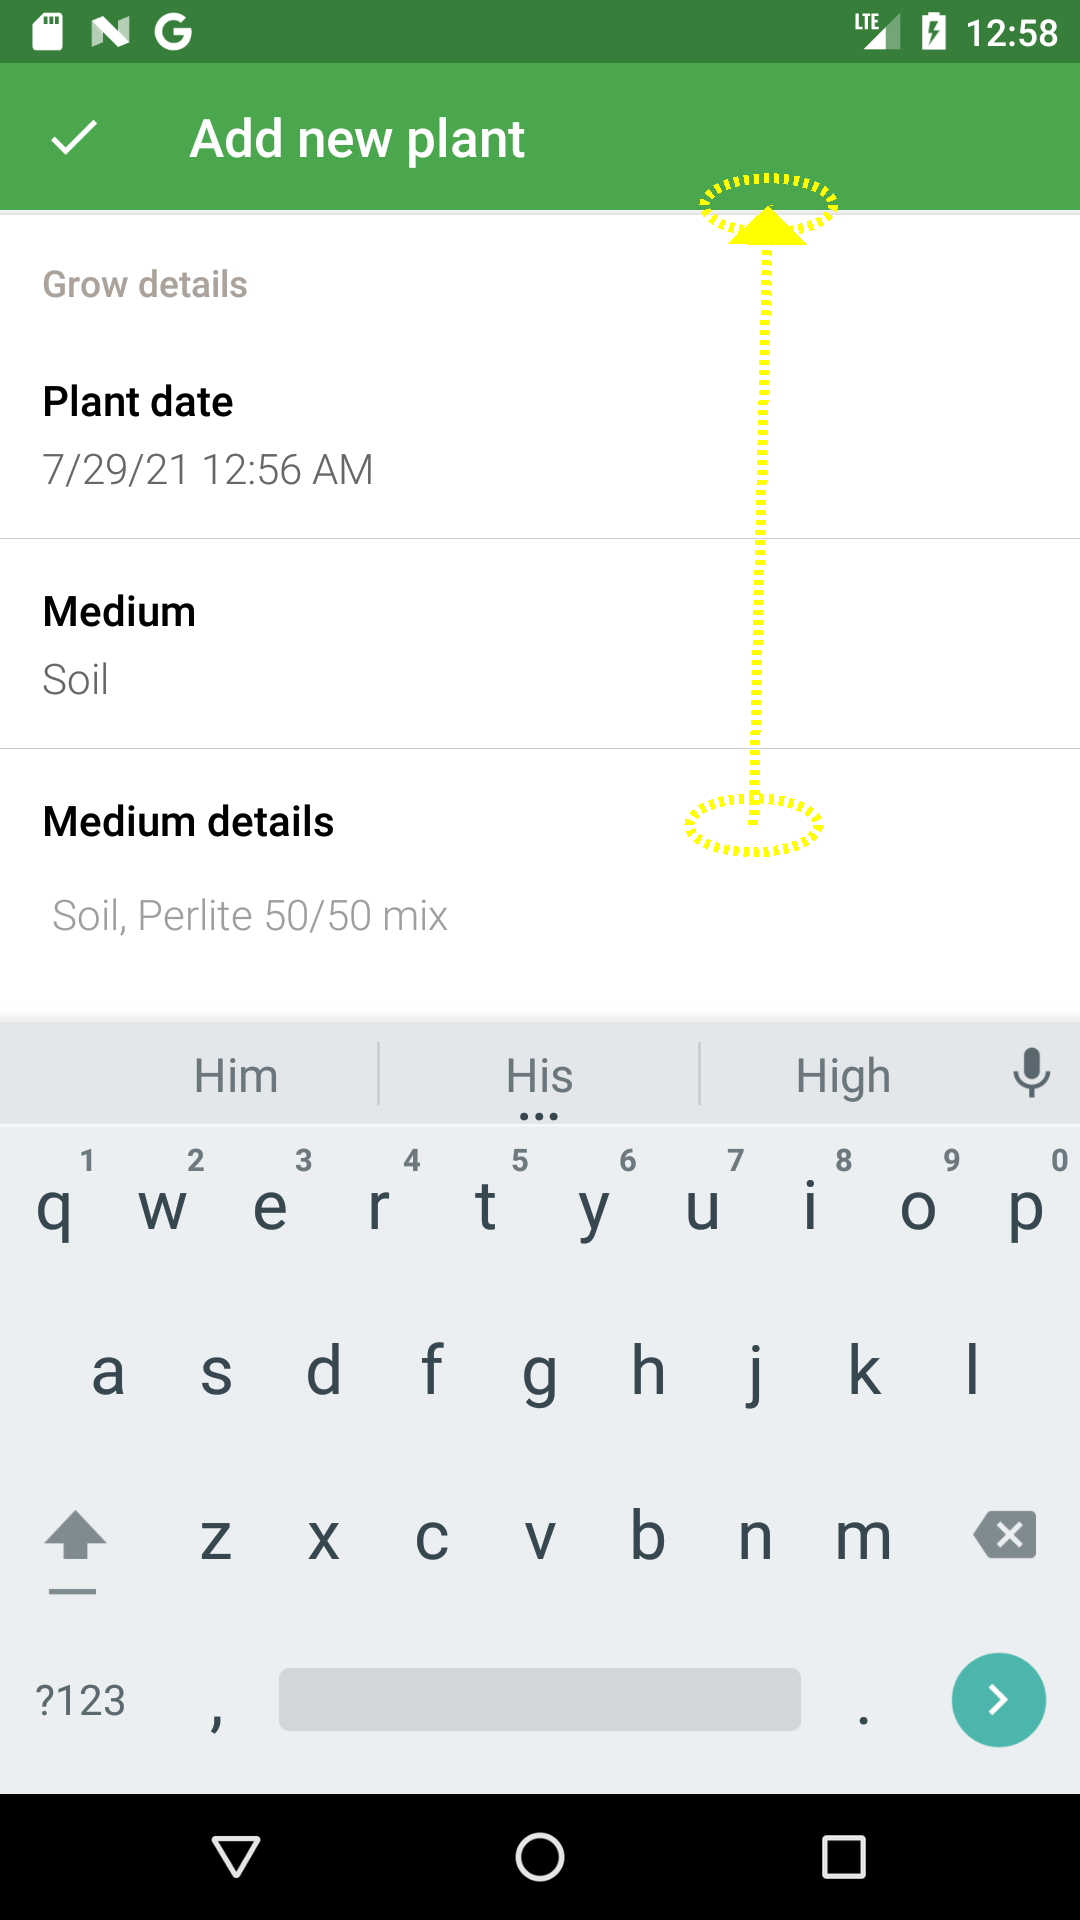 LTE 12:58
Add new plant
Grow details
Plant date
7/29/21 12:56 AM
Medium
Soil
Medium details
Soil, Perlite 50/50 mix
Him His High
1 2 3 4 5 6 7 8 9 0
q w e r t y u i o p
a s d f g h j k l
z x c v b n m
?123 , .